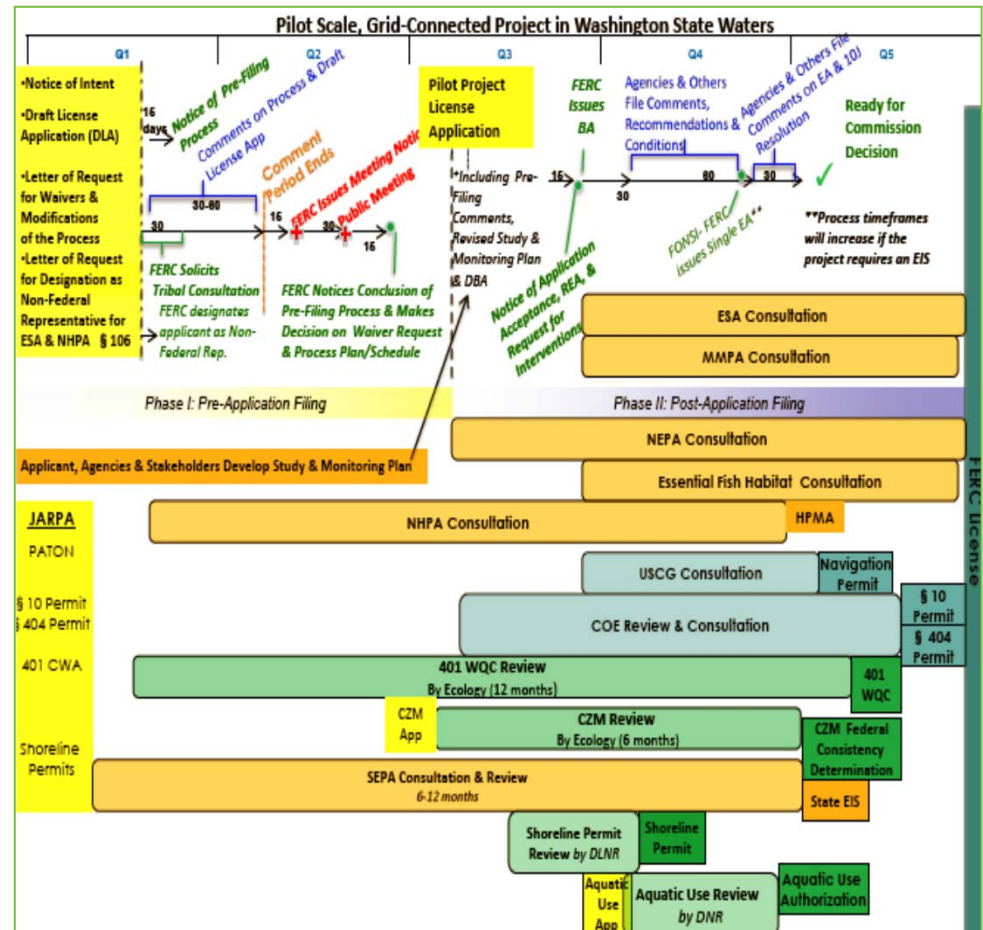 Pilot Scale, Grid-Connected Project in Washington State Waters
Q1
Q2
Q3
Q4
Q5
•Notice of Intent
•Draft License
Application (DLA)
•Letter of Request
for Waivers &
Modifications
of the Process
•Letter of Request
for Designation as
Non-Federal
Representative for
ESA & NHPA § 106
15
days
Notice of Pre-Filing
Process
Comments on Process & Draft
License App
30-60
30
FERC Solicits
Tribal Consultation
FERC designates
applicant as Non-
Federal Rep.
Comment
Period Ends
15
FERC Issues Meeting Notic
30
Public Meeting
15
FERC Notices Conclusion of
Pre-Filing Process & Makes
Decision on Waiver Request
& Process Plan/Schedule
Pilot Project
License
Application
*Including Pre-
Filing
Comments,
Revised Study &
Monitoring Plan
& DBA
15
FERC
Issues
BA
Notice of Application
Acceptance, REA, &
Request for
Interventions
30
Agencies & Others
File Comments,
Recommendations &
Conditions
60
FONSI- FERC
issues Single EA**
Agencies & Others File
Comments on EA & 10J
Resolution
30
Ready for
Commission
Decision
✓
**Process timeframes
will increase if the
project requires an EIS
ESA Consultation
MMPA Consultation
Phase I: Pre-Application Filing
Phase II: Post-Application Filing
NEPA Consultation
Applicant, Agencies & Stakeholders Develop Study & Monitoring Plan
Essential Fish Habitat Consultation
JARPA
NHPA Consultation
HPMA
PATON
USCG Consultation
Navigation
Permit
§ 10 Permit
§ 404 Permit
COE Review & Consultation
§ 10
Permit
§ 404
Permit
401 CWA
401 WQC Review
By Ecology (12 months)
401
WQC
CZM
App
CZM Review
By Ecology (6 months)
CZM Federal
Consistency
Determination
Shoreline
Permits
SEPA Consultation & Review
6-12 months
State EIS
Shoreline Permit
Review by DLNR
Shoreline
Permit
Aquatic
Use
App
Aquatic Use Review
by DNR
Aquatic Use
Authorization
FERC License